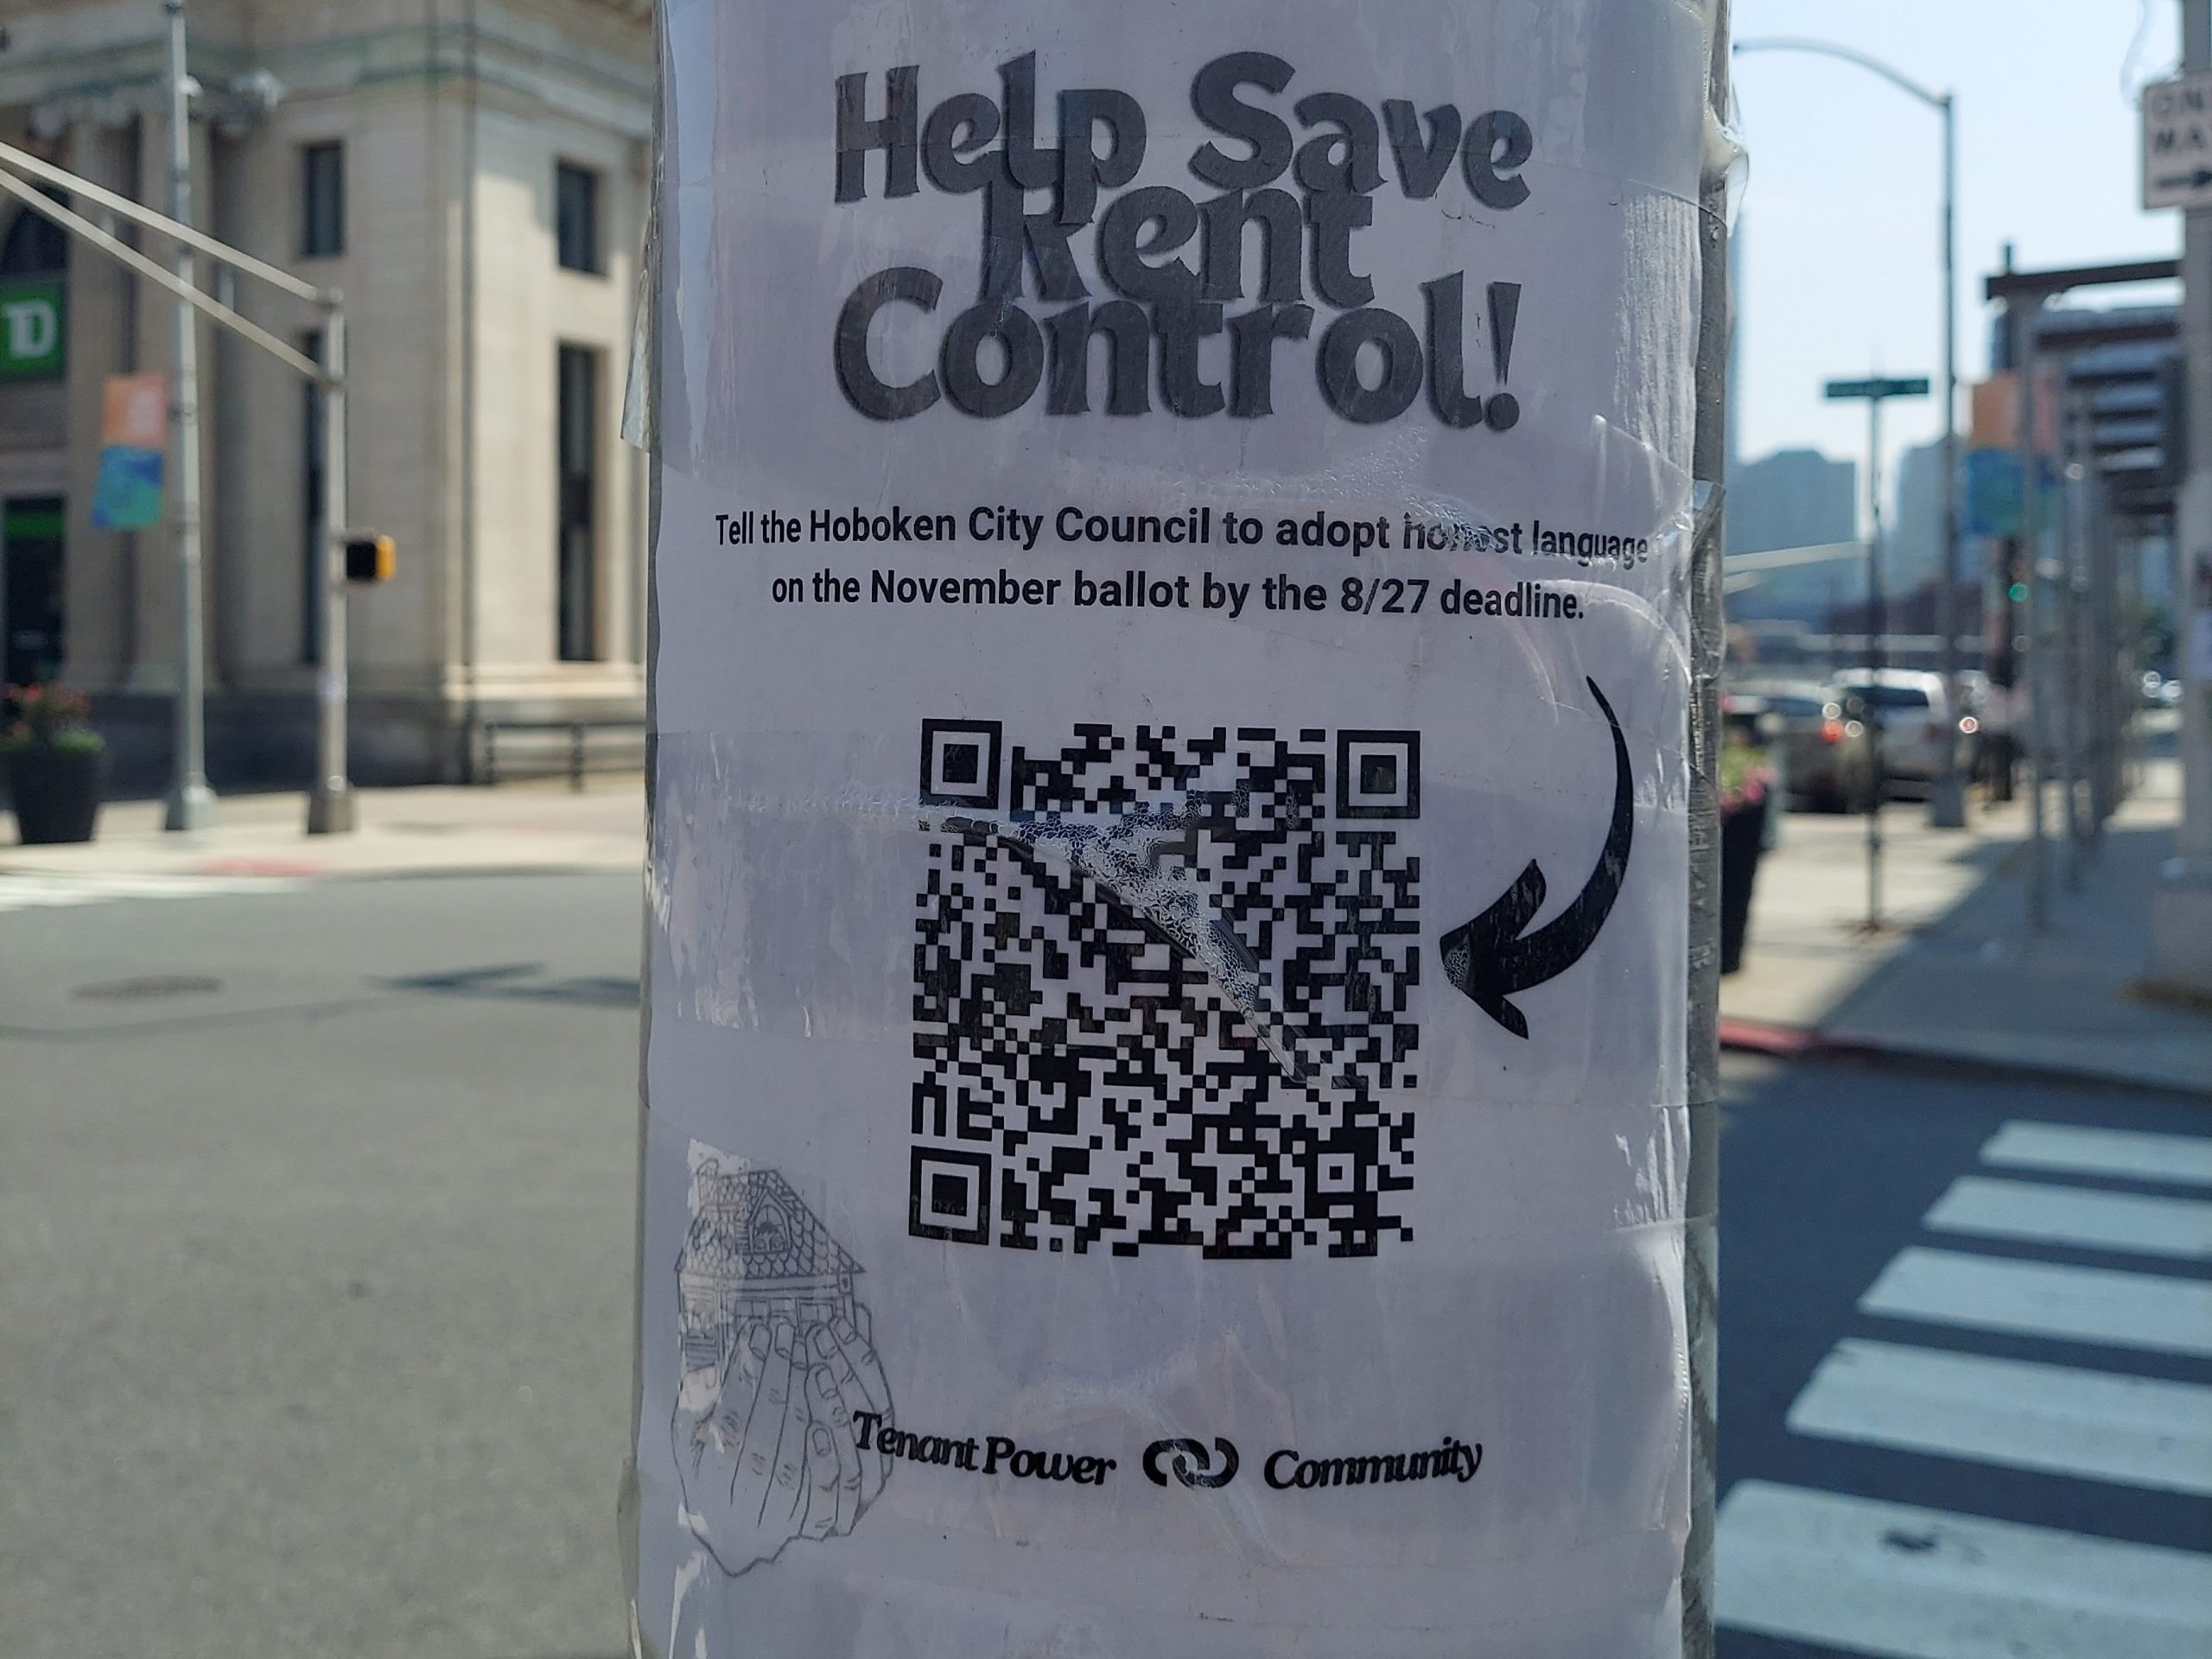 Help Save
Rent
Control!
Tell the Hoboken City Council to adopt honest language
on the November ballot by the 8/27 deadline.
Tenant Power Community
TD